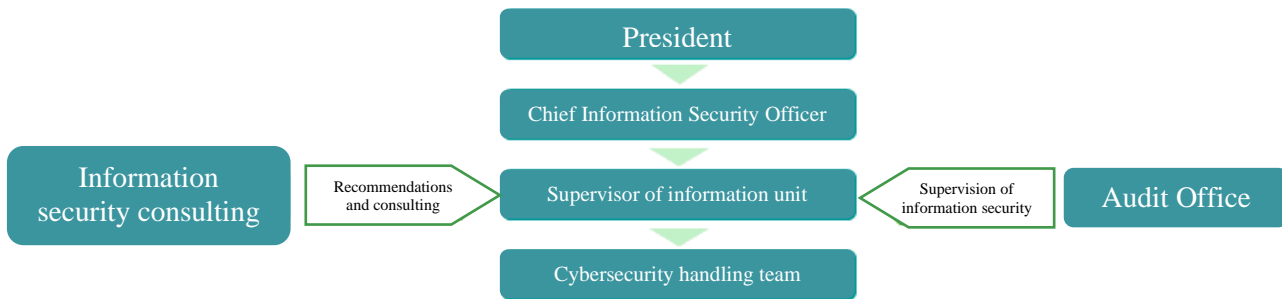 President
Chief Information Security Officer
Information
security consulting
Recommendations
and consulting
Supervisor of information unit
Supervision of
information security
Audit Office
Cybersecurity handling team